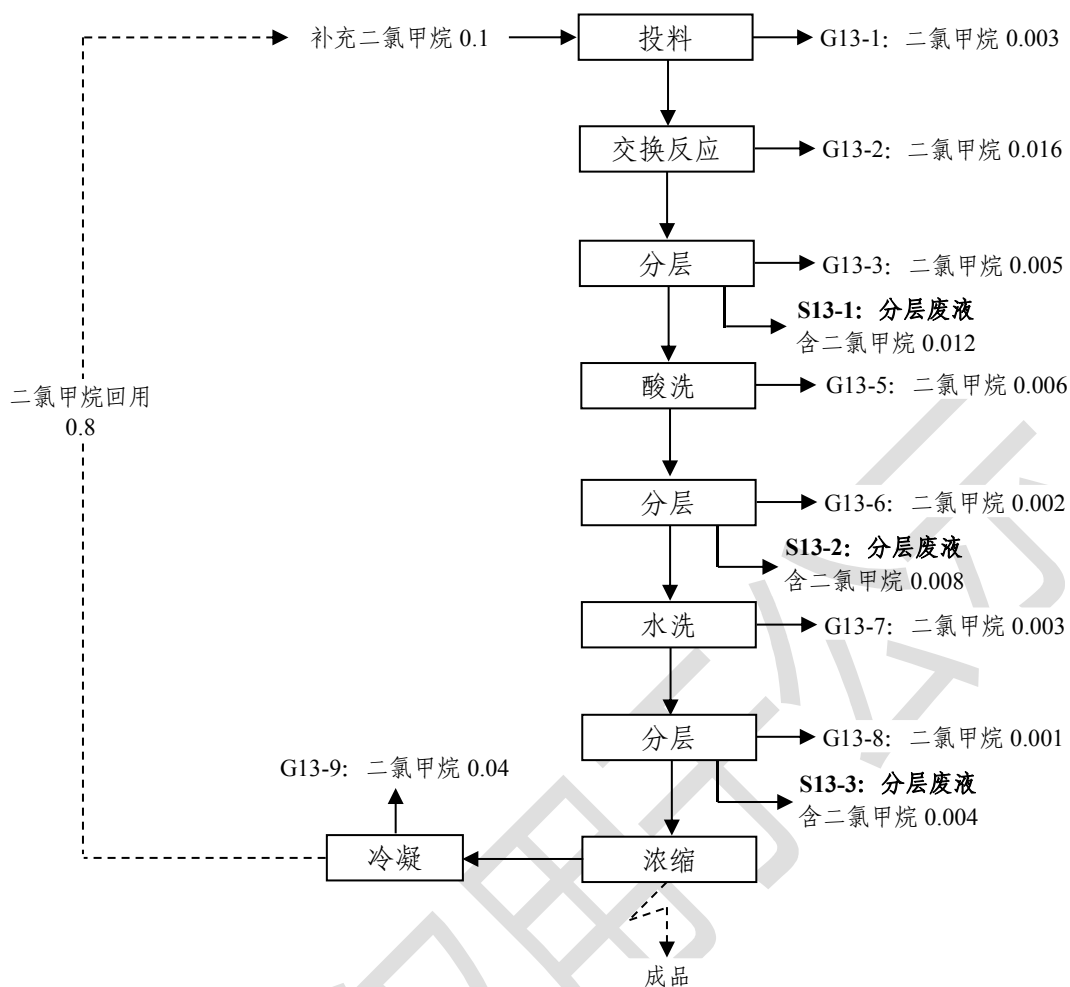 补充二氯甲烷 0.1
投料
G13-1：二氯甲烷 0.003
交换反应
G13-2：二氯甲烷 0.016
分层
G13-3：二氯甲烷 0.005
S13-1：分层废液
含二氯甲烷 0.012
酸洗
G13-5：二氯甲烷 0.006
二氯甲烷回用
0.8
分层
G13-6：二氯甲烷 0.002
S13-2：分层废液
含二氯甲烷 0.008
水洗
G13-7：二氯甲烷 0.003
分层
G13-8：二氯甲烷 0.001
G13-9：二氯甲烷 0.04
S13-3：分层废液
含二氯甲烷 0.004
冷凝
浓缩
成品
用于公示